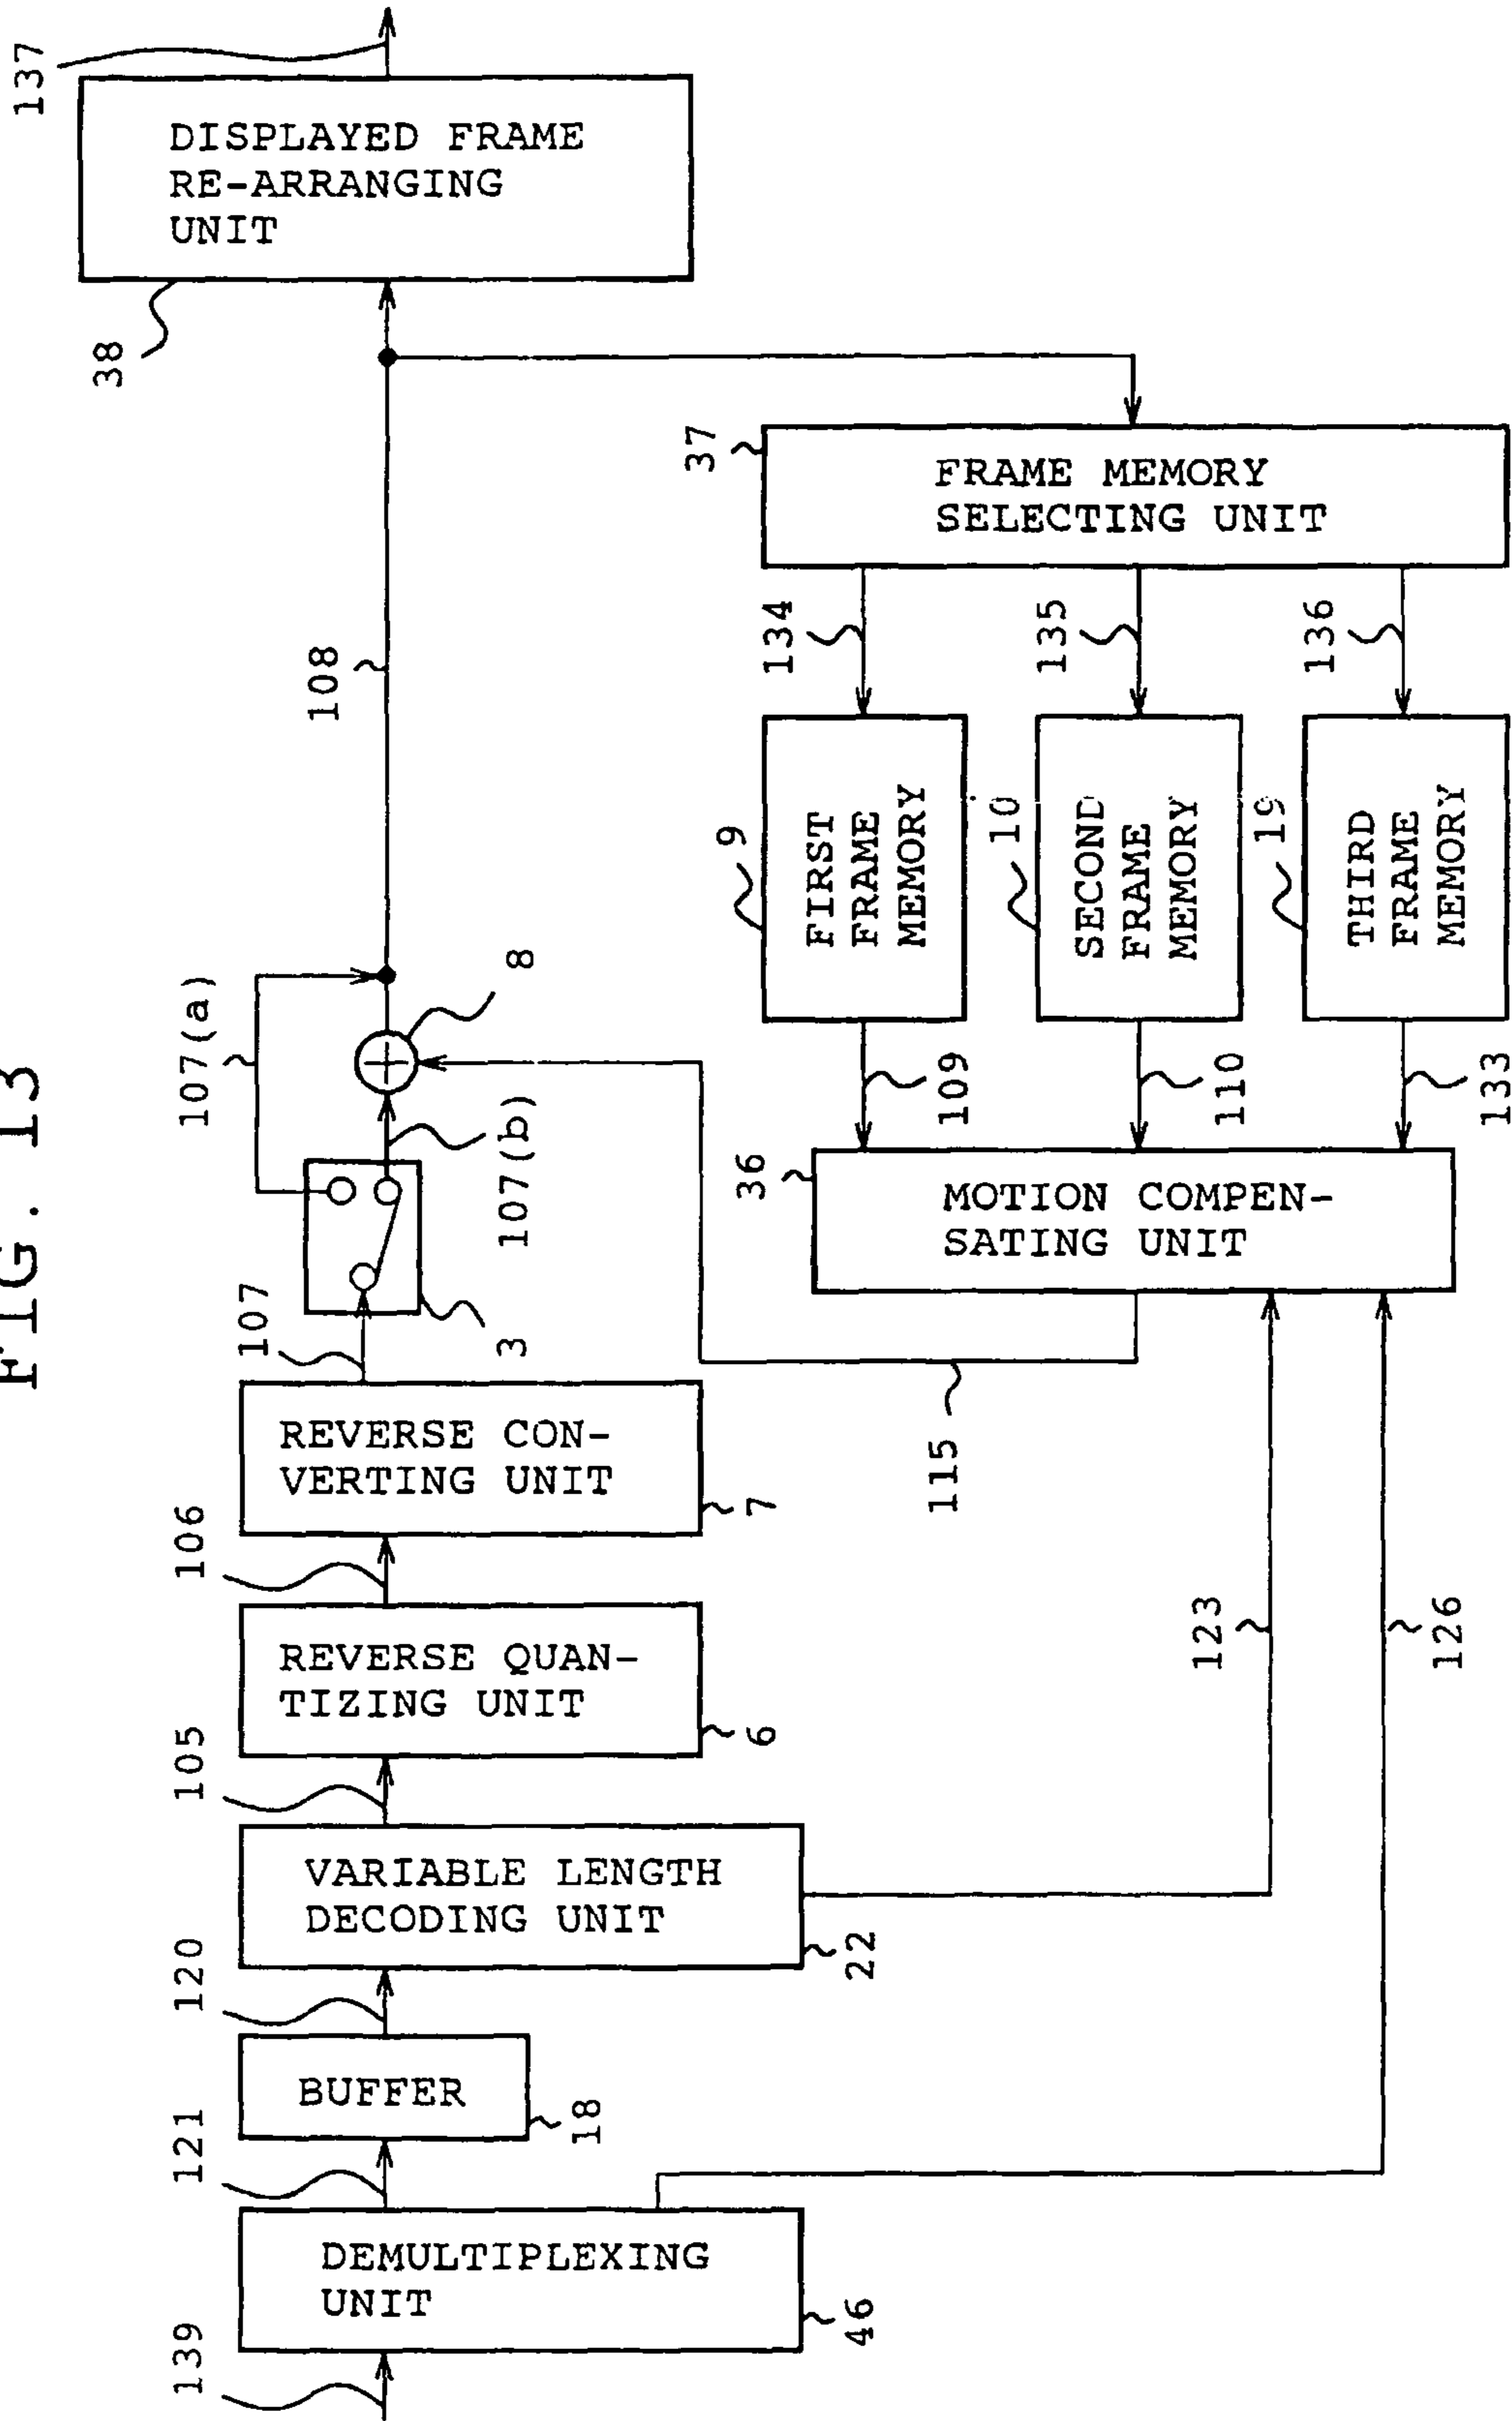 FIG. 13
139
DEMULTIPLEXING
UNIT
46
121
BUFFER
18
120
VARIABLE LENGTH
DECODING UNIT
22
105
REVERSE QUAN-
TIZING UNIT
6
106
REVERSE CON-
VERTING UNIT
7
107
3
107(a)
107(b)
8
108
38
DISPLAYED FRAME
RE-ARRANGING
UNIT
137
115
123
126
36
MOTION COMPEN-
SATING UNIT
109
110
133
9
FIRST
FRAME
MEMORY
10
SECOND
FRAME
MEMORY
19
THIRD
FRAME
MEMORY
134
135
136
37
FRAME MEMORY
SELECTING UNIT